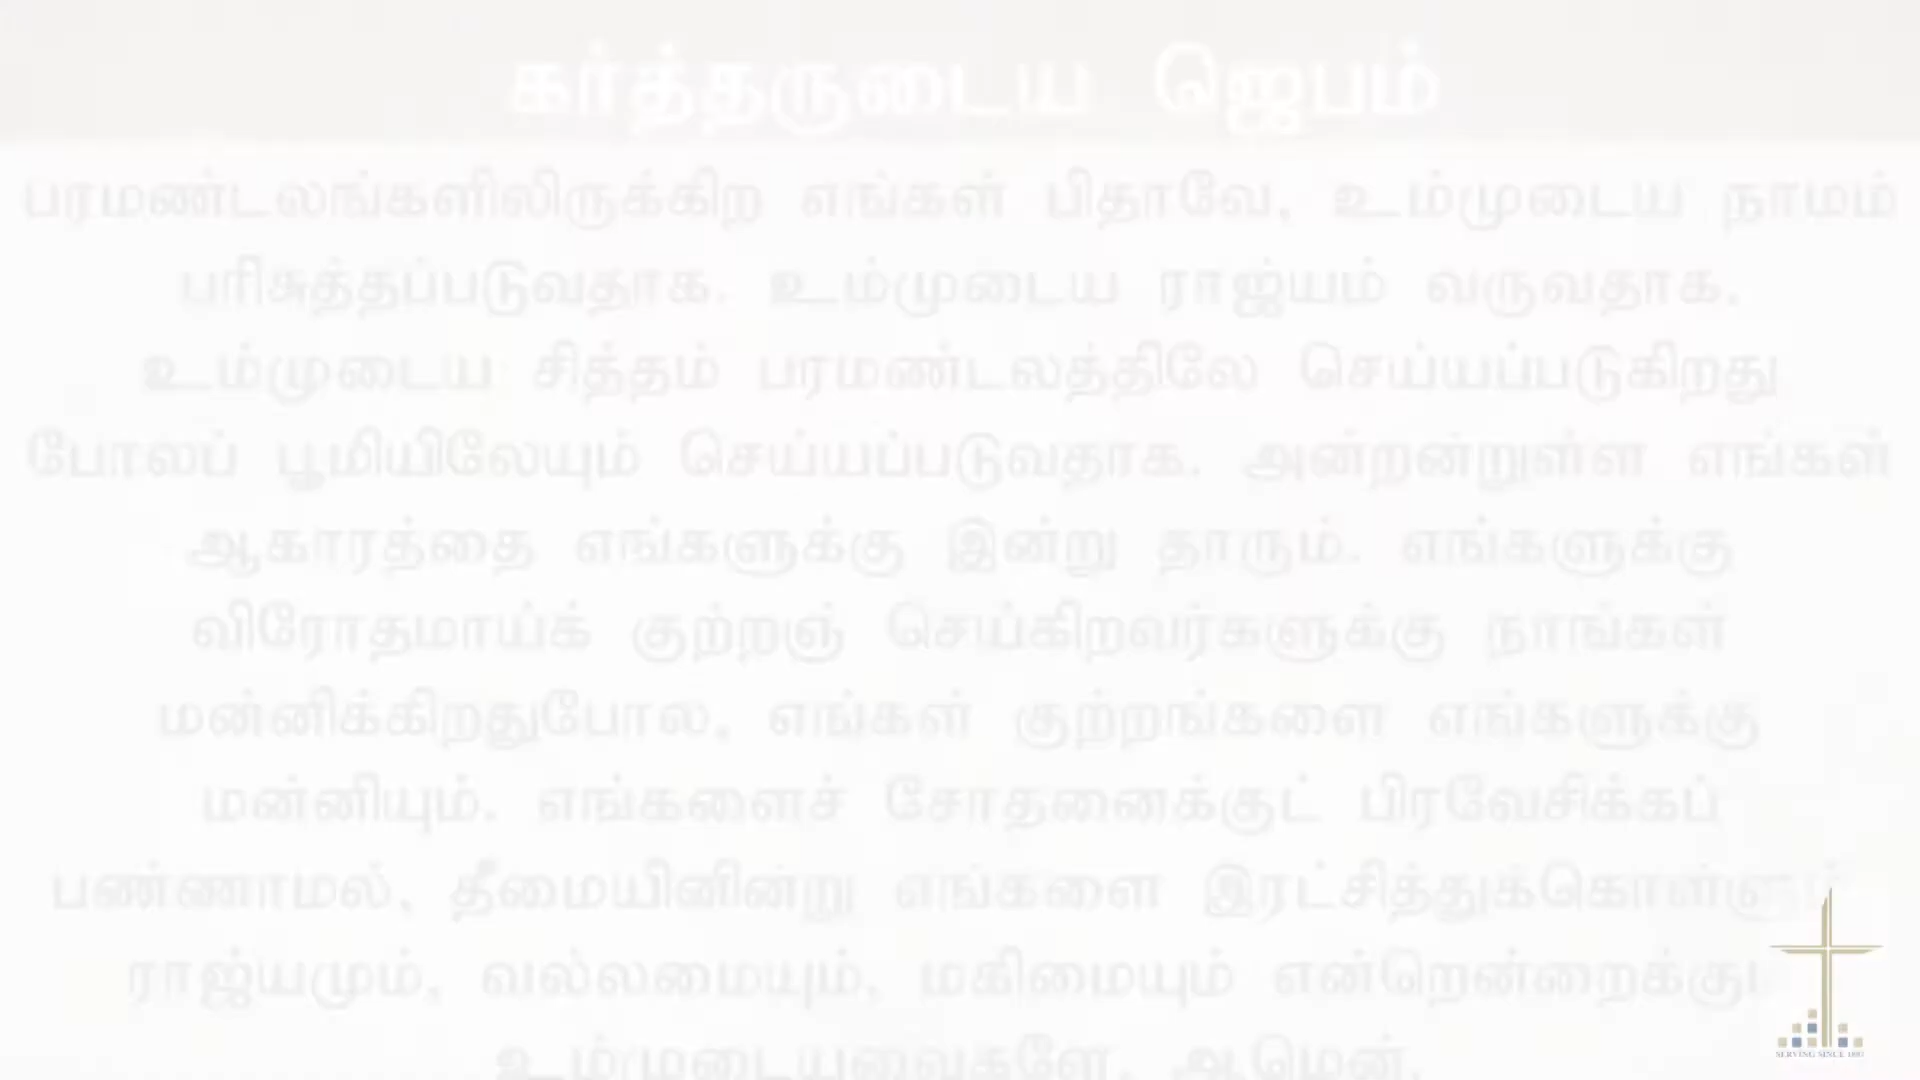 கர்த்தருடைய ஜெபம்
பரமண்டலங்களிலிருக்கிற எங்கள் பிதாவே, உம்முடைய நாமம்
பரிசுத்தப்படுவதாக. உம்முடைய ராஜ்யம் வருவதாக.
உம்முடைய சித்தம் பரமண்டலத்திலே செய்யப்படுகிறது
போலப் பூமியிலேயும் செய்யப்படுவதாக. அன்றன்றுள்ள எங்கள்
ஆகாரத்தை எங்களுக்கு இன்று தாரும். எங்களுக்கு
விரோதமாய்க் குற்றஞ் செய்கிறவர்களுக்கு நாங்கள்
மன்னிக்கிறதுபோல, எங்கள் குற்றங்களை எங்களுக்கு
மன்னியும். எங்களைச் சோதனைக்குட் பிரவேசிக்கப்
பண்ணாமல், தீமையினின்று எங்களை இரட்சித்துக்கொள்ளும்
ராஜ்யமும், வல்லமையும், மகிமையும் என்றென்றைக்கும்
உம்முடையவைகளே, ஆமென்.
SERVING SINCE 1887